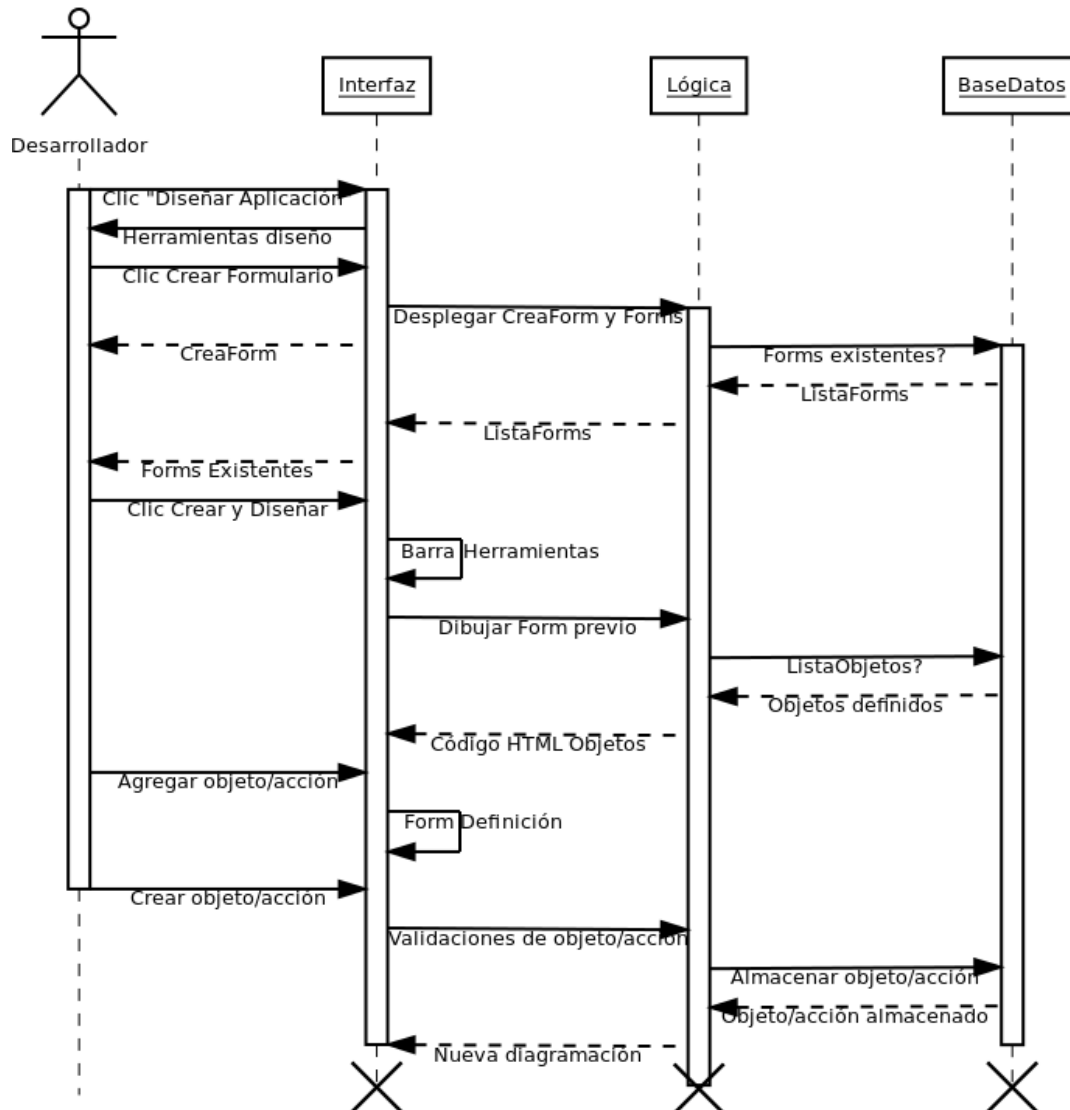 Interfaz
Lógica
BaseDatos
Desarrollador
Clic "Diseñar Aplicación
Herramientas diseño
Clic Crear Formulario
Desplegar CreaForm y Forms
CreaForm
Forms existentes?
ListaForms
ListaForms
Forms Existentes
Clic Crear y Diseñar
Barra Herramientas
Dibujar Form previo
ListaObjetos?
Objetos definidos
Código HTML Objetos
Agregar objeto/acción
Form Definición
Crear objeto/acción
Validaciones de objeto/acción
Almacenar objeto/acción
Objeto/acción almacenado
Nueva diagramación